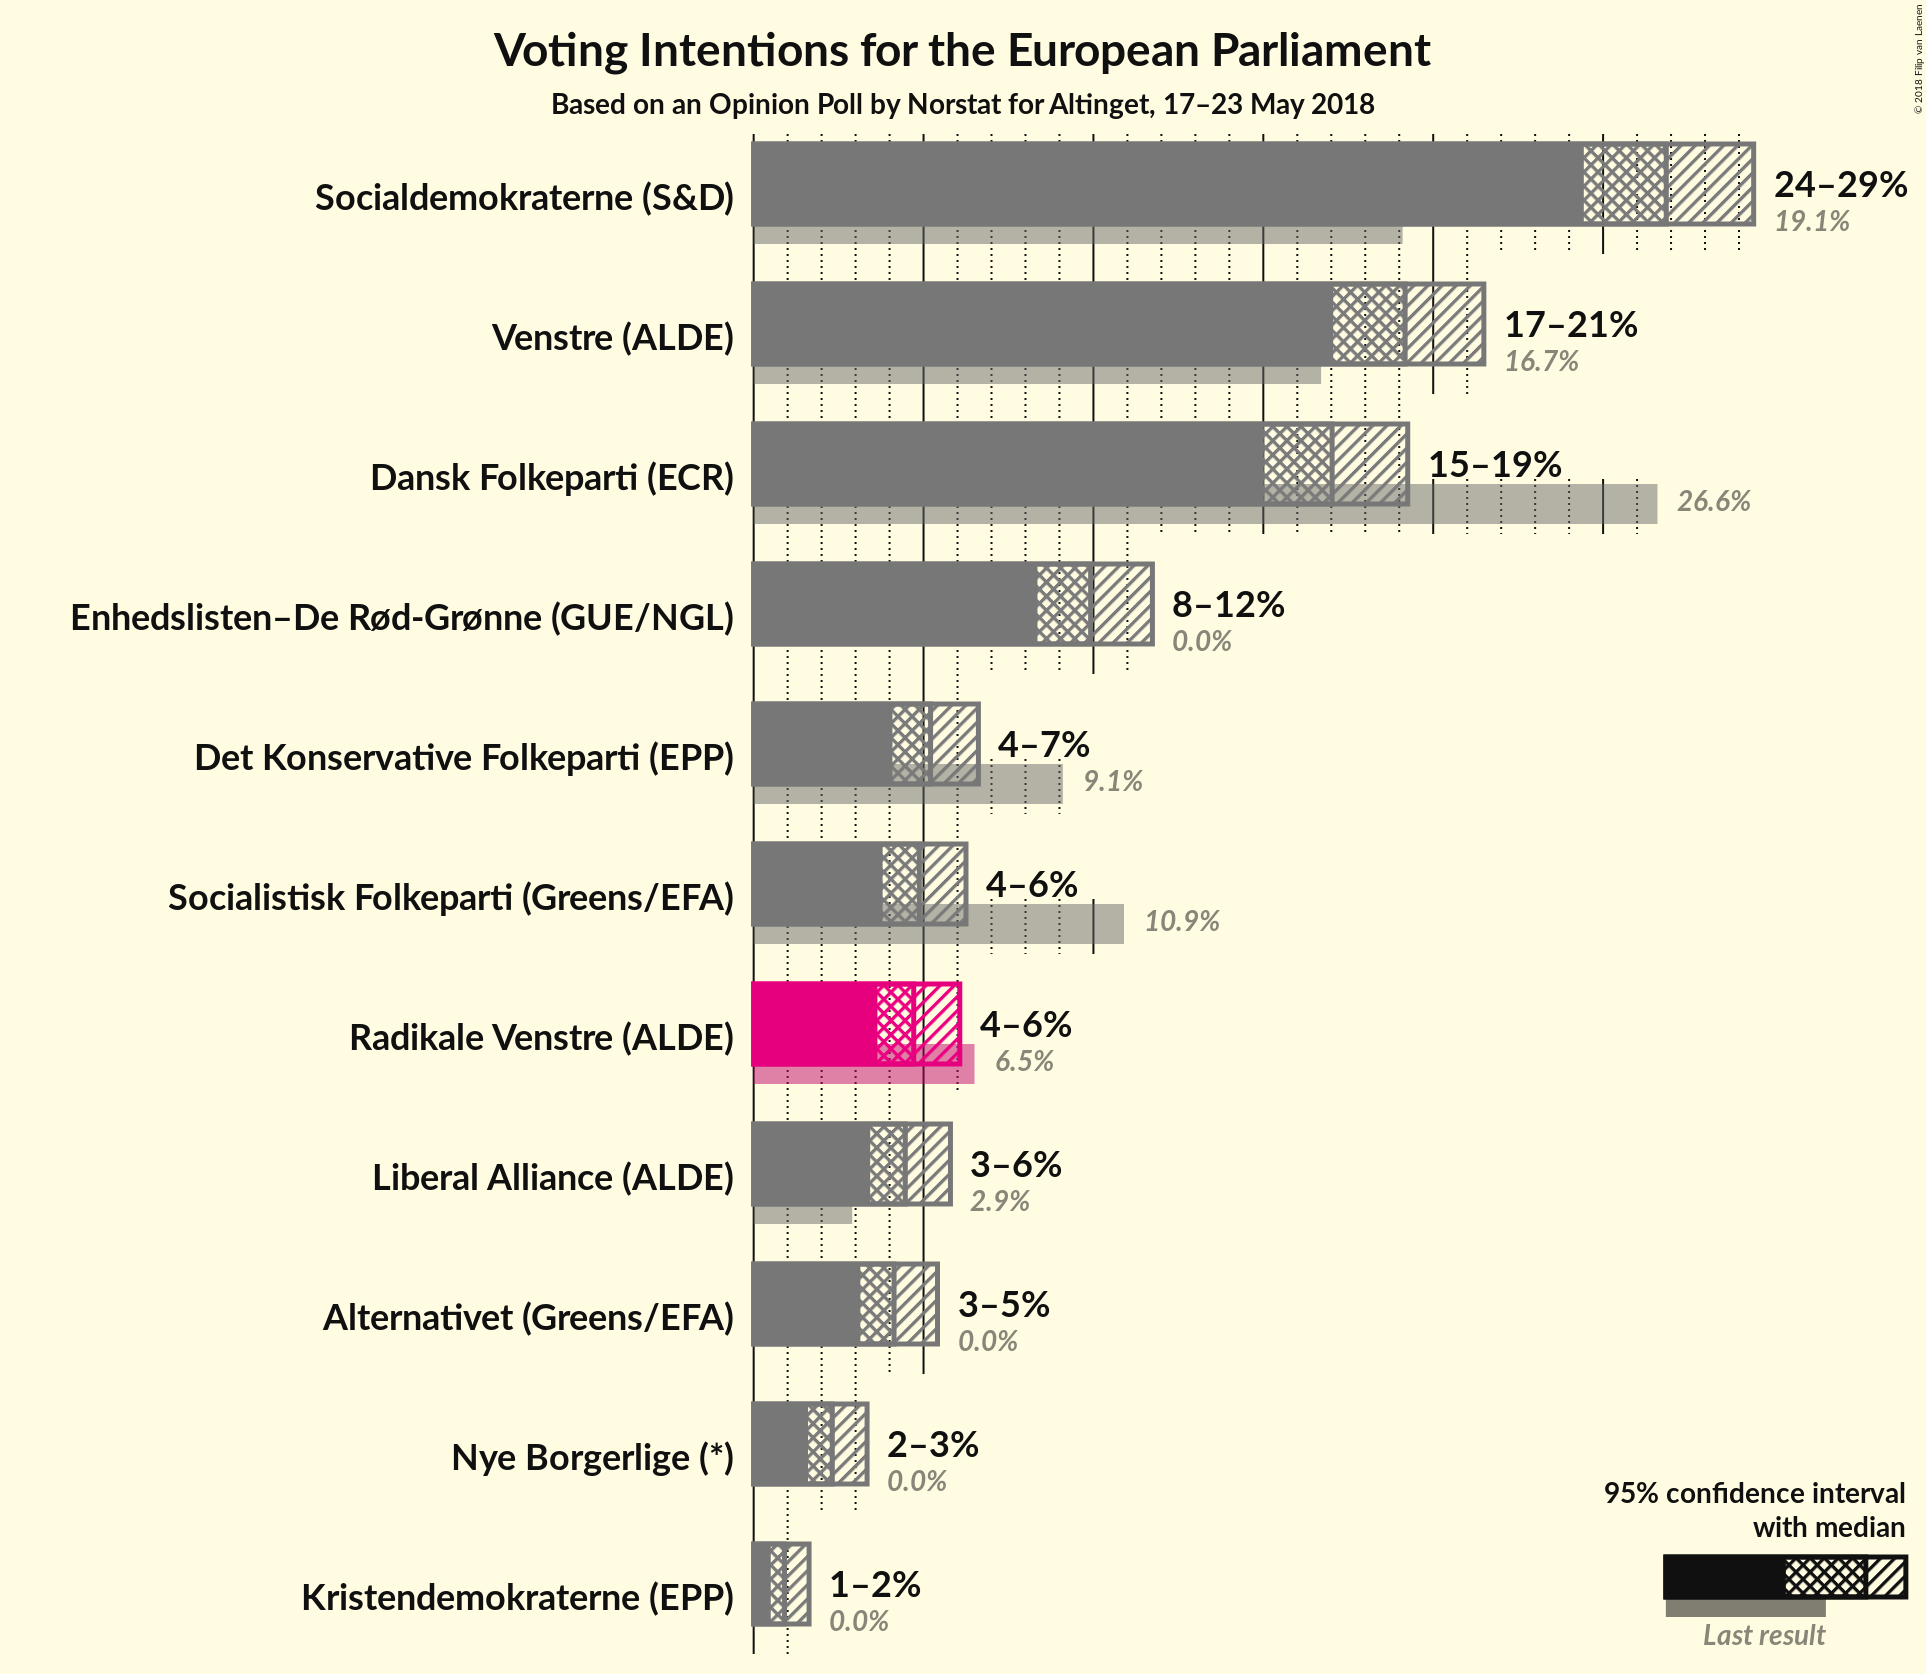 Voting Intentions for the European Parliament
Based on an Opinion Poll by Norstat for Altinget, 17–23 May 2018
© 2018 Filip van Laenen
Socialdemokraterne (S&D)
24–29%
19.1%
Venstre (ALDE)
17–21%
16.7%
Dansk Folkeparti (ECR)
15–19%
26.6%
Enhedslisten–De Rød-Grønne (GUE/NGL)
8–12%
0.0%
Det Konservative Folkeparti (EPP)
4–7%
9.1%
Socialistisk Folkeparti (Greens/EFA)
4–6%
10.9%
Radikale Venstre (ALDE)
4–6%
6.5%
Liberal Alliance (ALDE)
3–6%
2.9%
Alternativet (Greens/EFA)
3–5%
0.0%
Nye Borgerlige (*)
2–3%
0.0%
Kristendemokraterne (EPP)
1–2%
0.0%
95% confidence interval
with median
Last result